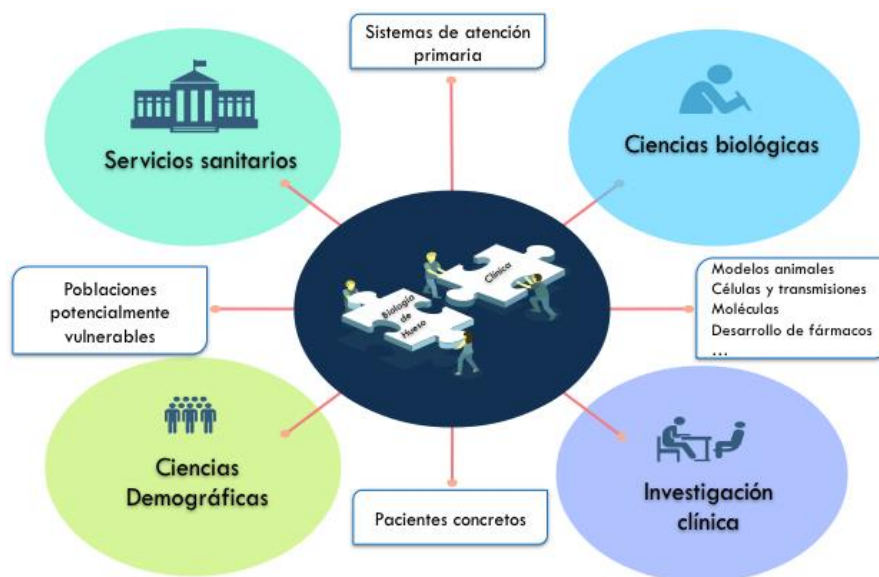 Sistemas de atención
primaria
Servicios sanitarios
Ciencias biológicas
Clínica
Biología
de
Hueso
Poblaciones
potencialmente
vulnerables
Modelos animales
Células y transmisiones
Moléculas
Desarrollo de fármacos
...
Ciencias
Demográficas
Pacientes concretos
Investigación
clínica